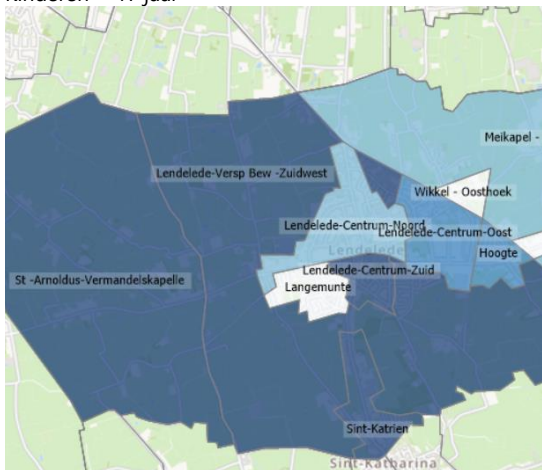 Meikapel -
Lendelede-Versp Bew -Zuidwest
Wikkel - Oosthoek
Lendelede-Centrum-Noord
Lendelede-Centrum-Oost
Lendelede
Hoogte
Lendelede-Centrum-Zuid
St -Arnoldus-Vermandelskapelle
Langemunte
Sint-Katrien
Sint-Katharina